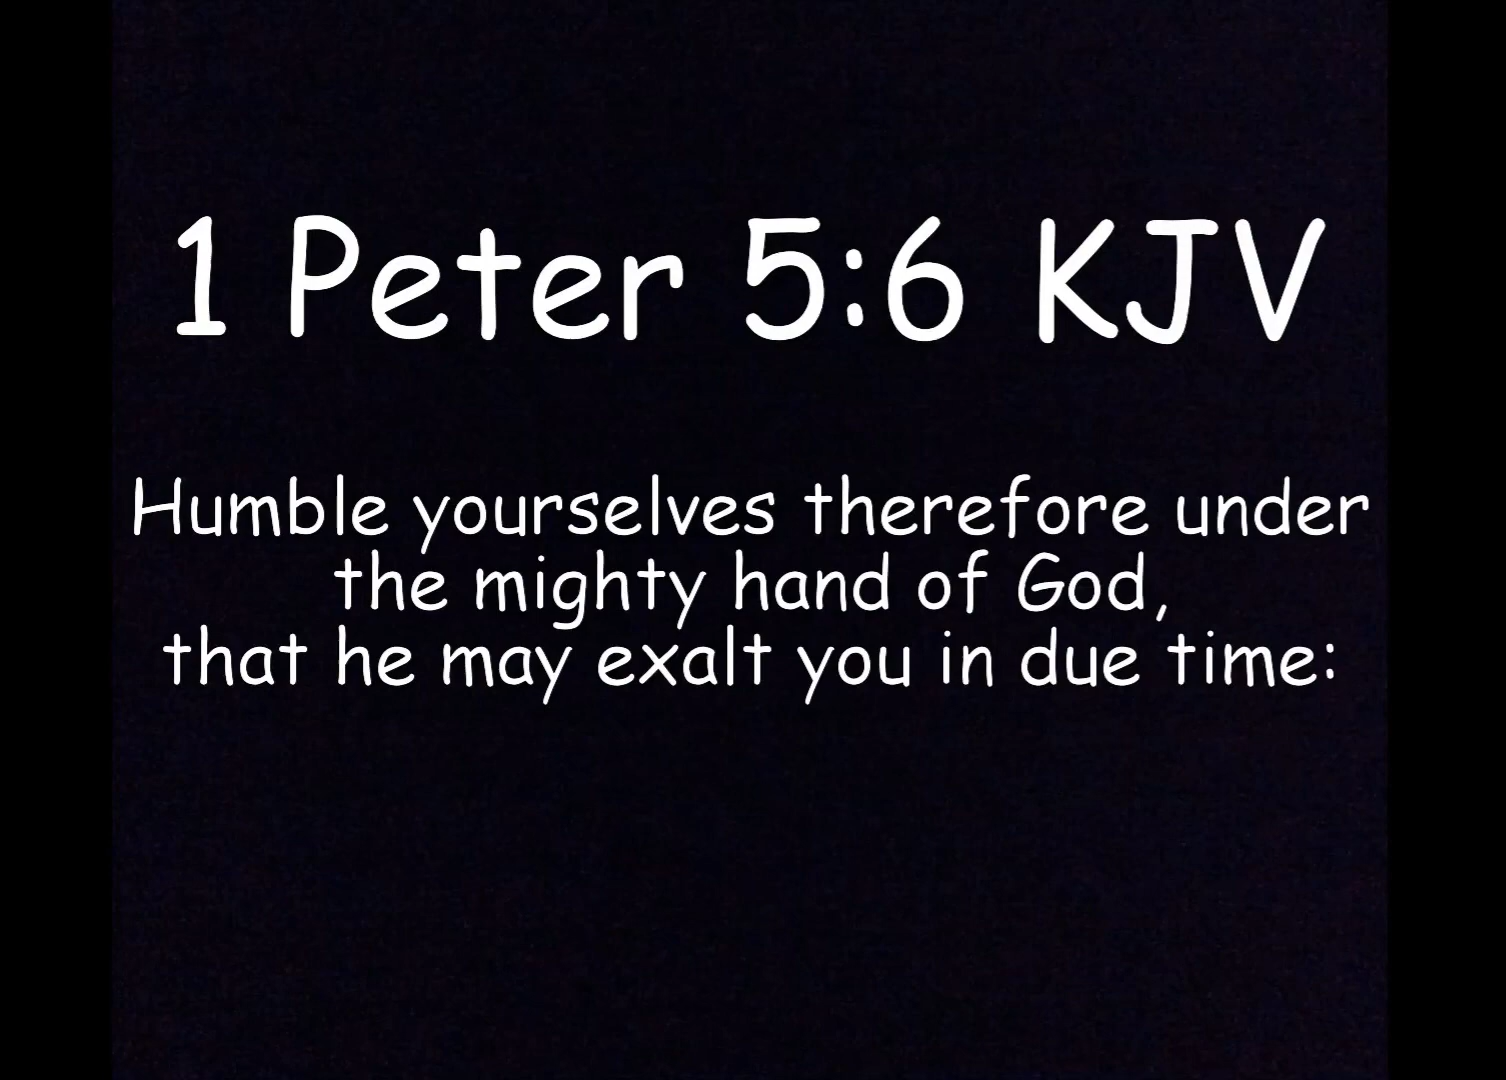 1 Peter 5:6 KJV
Humble yourselves therefore under
the mighty hand of God,
that he may exalt you in due time: